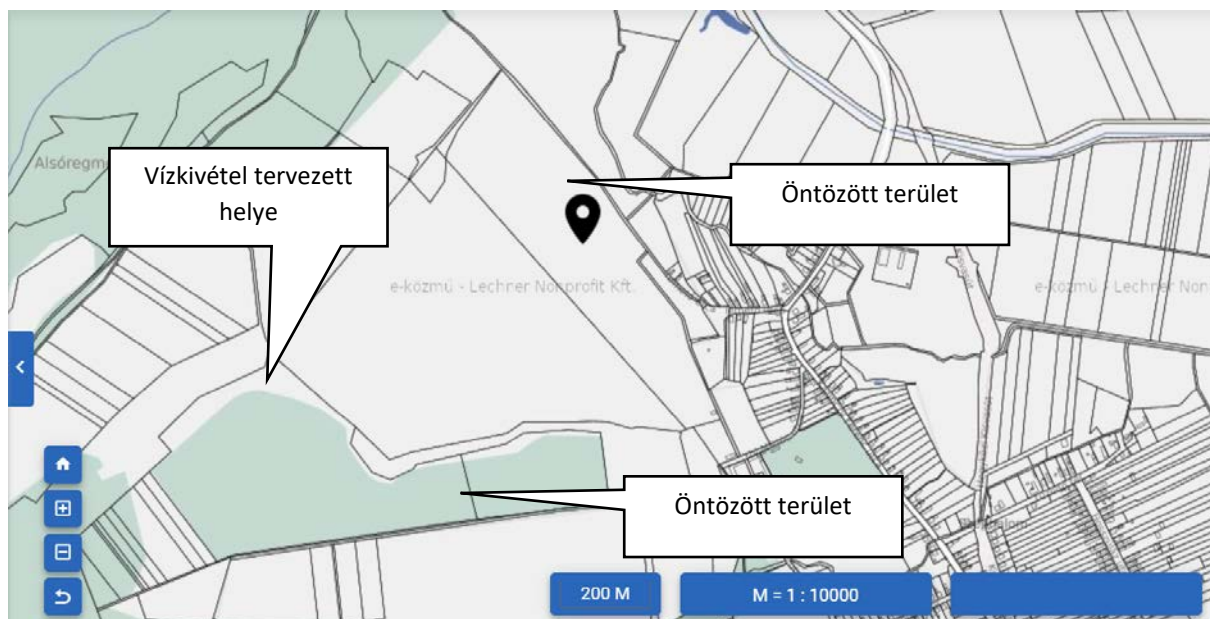 Alsóregm
Vízkivétel tervezett
helye
Öntözött terület
e-közmű - Lechner Nonprofit Kft.
e-közmű - Lechner Non
Öntözött terület
200 M
M = 1 : 10000